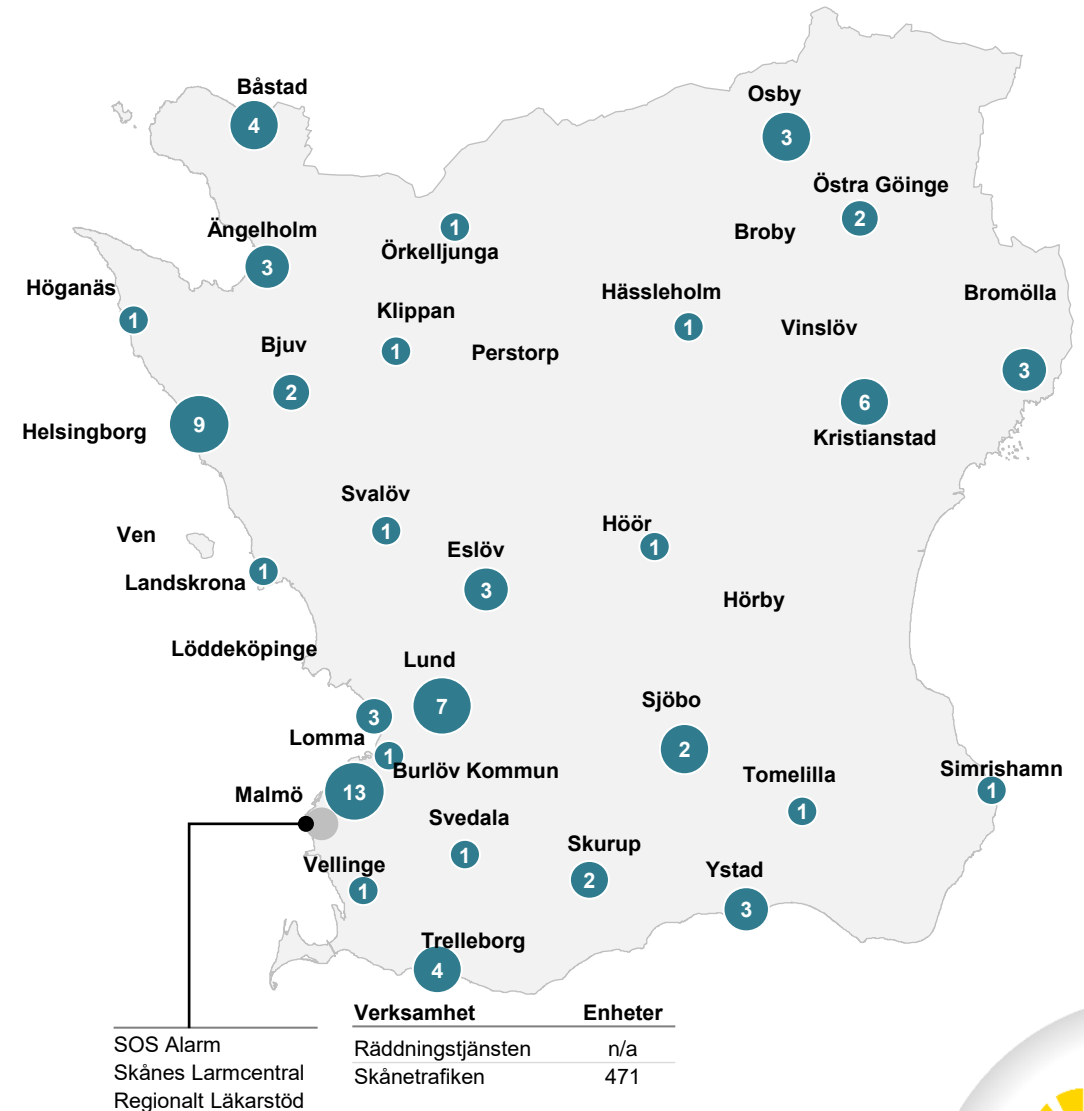 Båstad
4
Osby
3
Östra Göinge
2
Broby
Ängelholm
3
1
Örkelljunga
Höganäs
1
Klippan
1
Perstorp
Hässleholm
1
Vinslöv
Bromölla
3
Bjuv
2
Helsingborg
9
6
Kristianstad
Svalöv
1
Ven
Landskrona
1
Eslöv
3
Höör
1
Hörby
Löddeköpinge
Lund
7
3
Lomma
1
Burlöv Kommun
Sjöbo
2
Malmö
13
Tomelilla
1
Simrishamn
1
Svedala
1
Skurup
2
Vellinge
1
Ystad
3
Trelleborg
4
SOS Alarm
Skånes Larmcentral
Regionalt Läkarstöd
Verksamhet Enheter
Räddningstjänsten n/a
Skånetrafiken 471